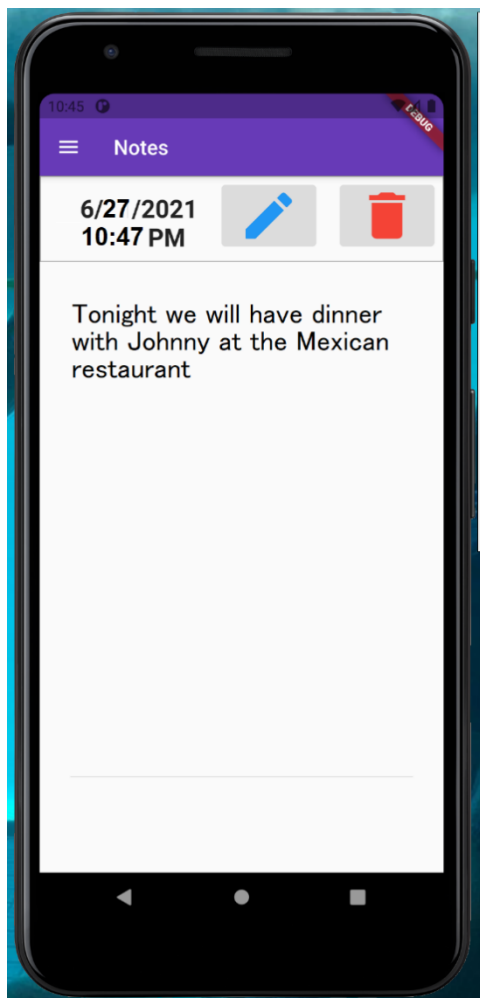 10:45
DEBUG
Notes
6/27/2021
10:47 PM
Tonight we will have dinner
with Johnny at the Mexican
restaurant